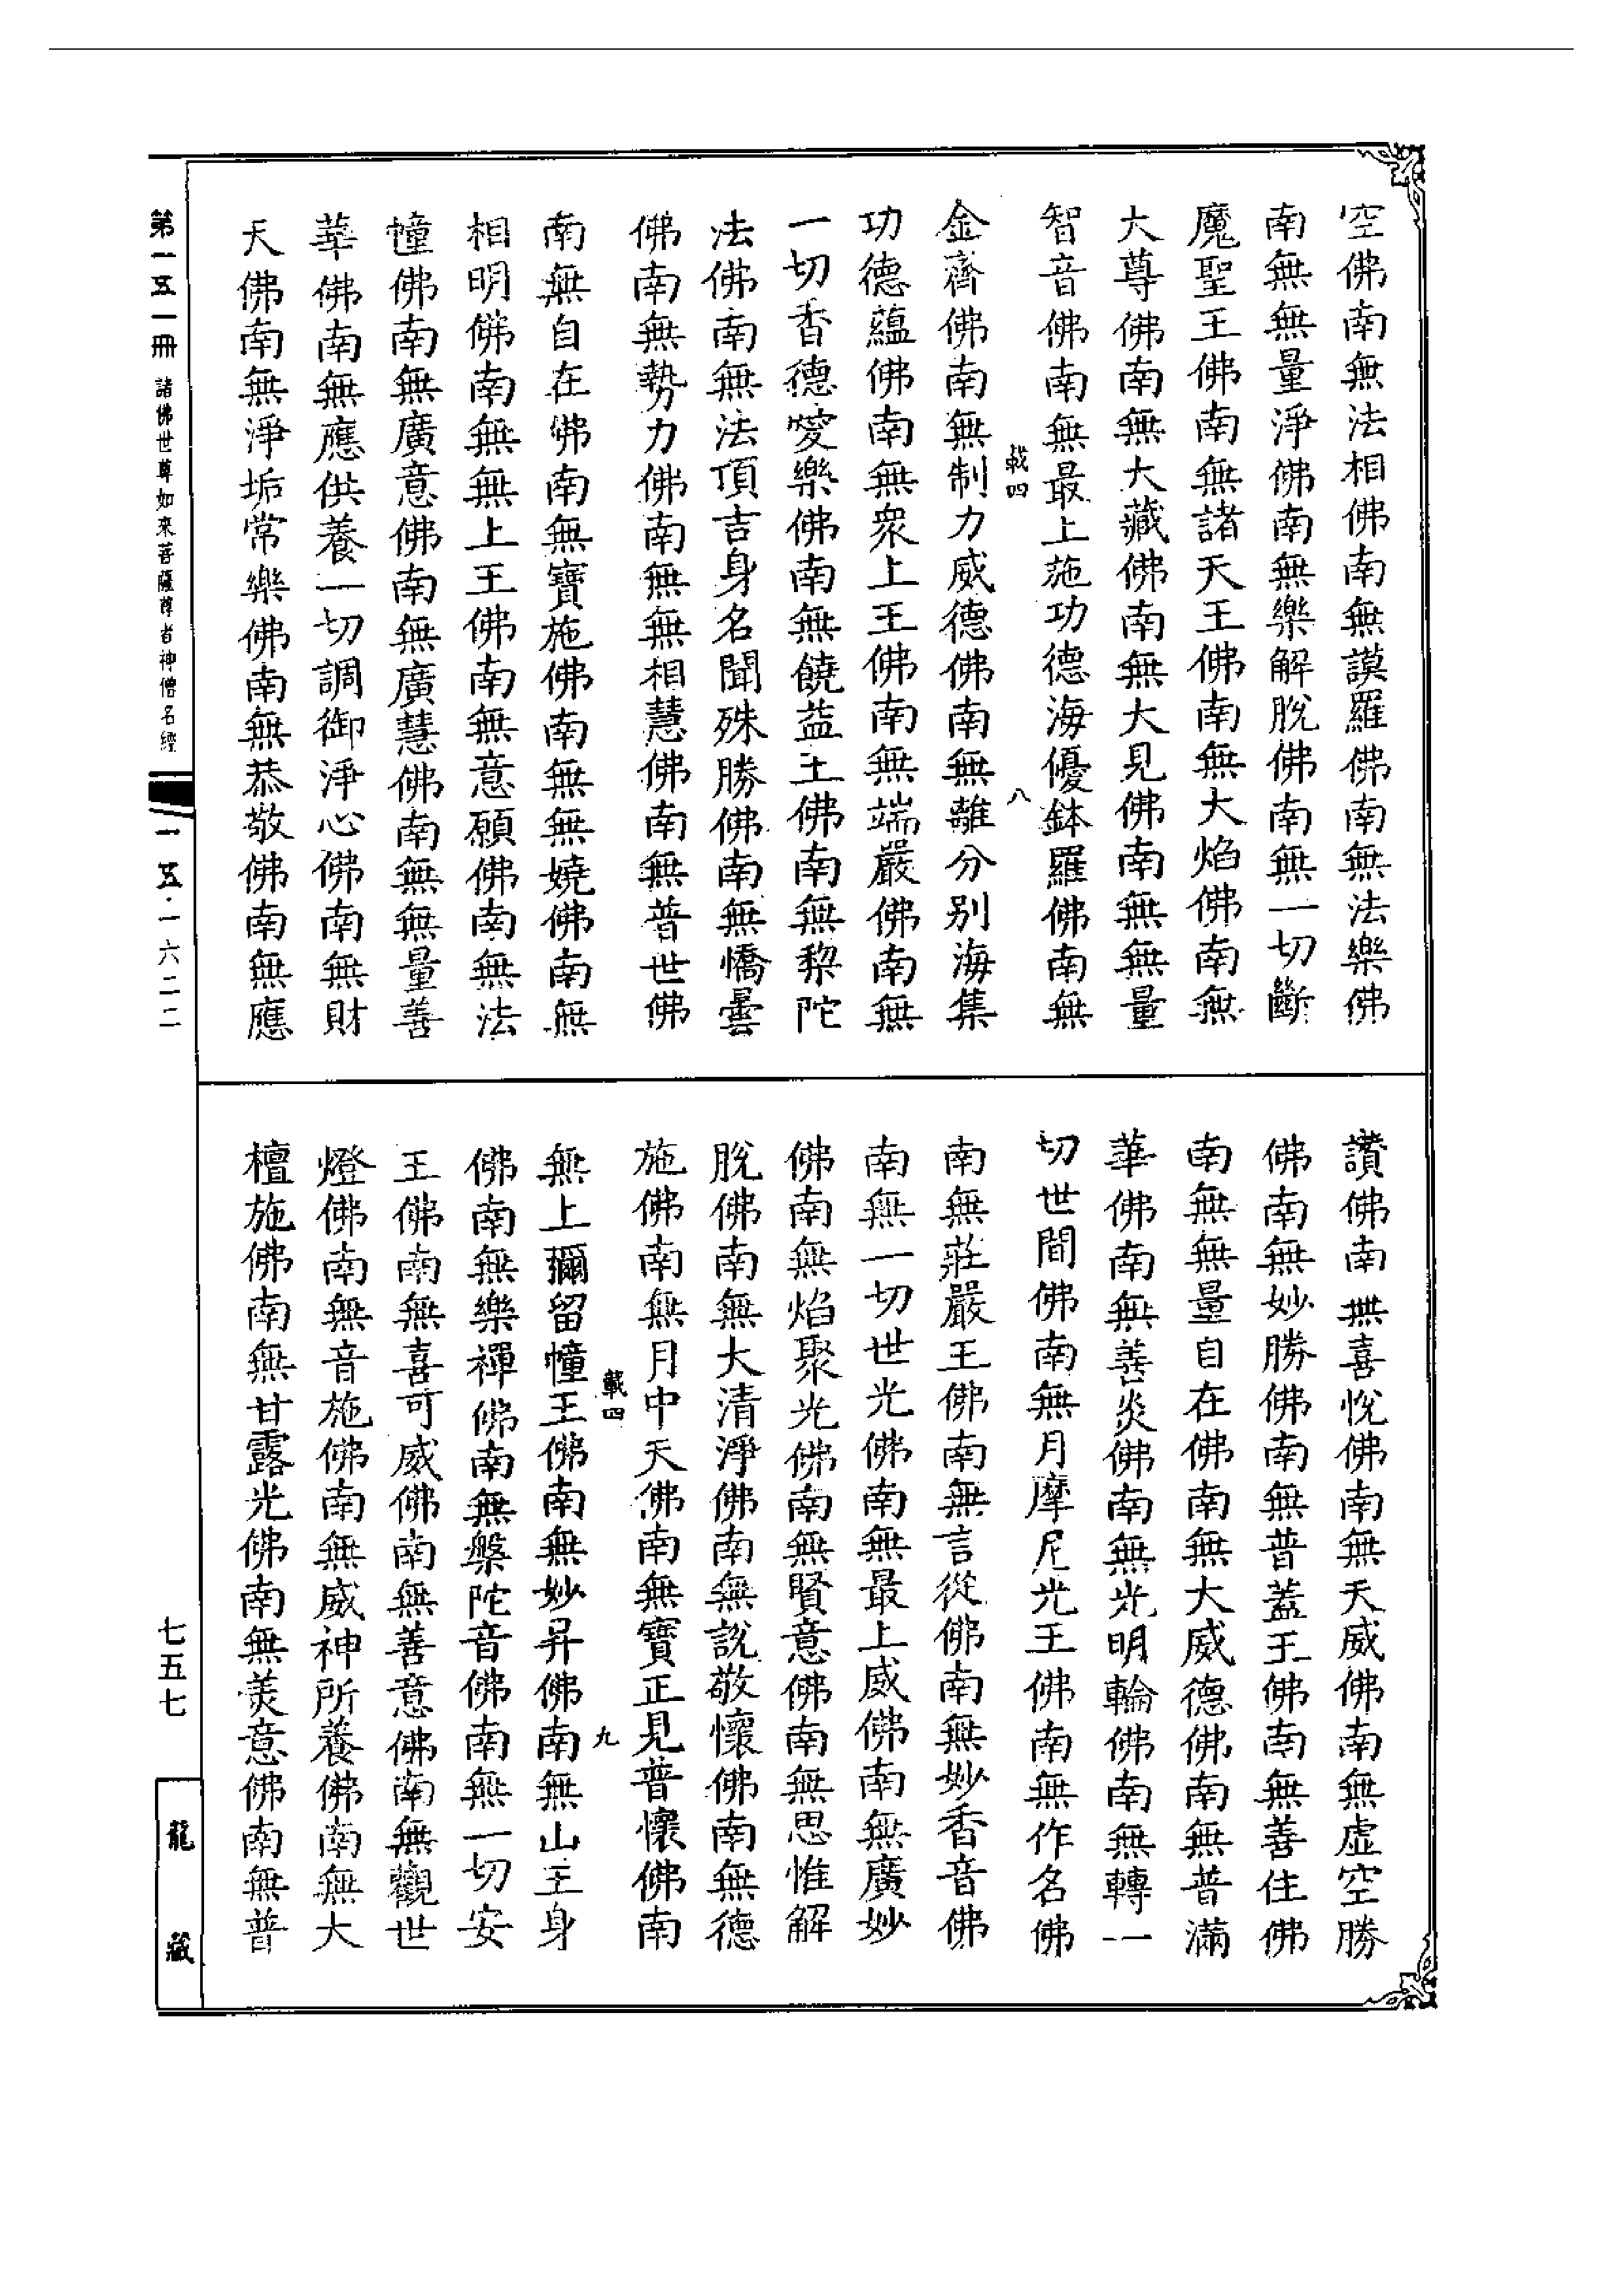 空佛南無法相佛南無謨羅佛南無法樂佛
南無無量淨佛南無樂解脫佛南無一切斷
魔聖王佛南無諸天王佛南無大焰佛南無
大尊佛南無大藏佛南無大見佛南無無量
智音佛南無最上施功德海優鉢羅佛南無
載四
八
金齊佛南無制力威德佛南無離分別海集
功德蘊佛南無眾上王佛南無端嚴佛南無
一切香德愛樂佛南無饒益王佛南無黎陀
法佛南無法頂吉身名聞殊勝佛南無憍曇
佛南無勢力佛南無無相慧佛南無普世佛
南無自在佛南無寶施佛南無無嬈佛南無
相明佛南無無上王佛南無意願佛南無法
幢佛南無廣意佛南無廣慧佛南無無量善
華佛南無應供養一切調御淨心佛南無財
天佛南無淨垢常樂佛南無恭敬佛南無應
讚佛南無喜悅佛南無天威佛南無虛空勝
佛南無妙勝佛南無普蓋王佛南無善住佛
南無無量自在佛南無大威德佛南無普滿
華佛南無善炎佛南無光明輪佛南無轉一
切世間佛南無月摩尼光王佛南無作名佛
南無莊嚴王佛南無言從佛南無妙香音佛
南無一切世光佛南無最上威佛南無廣妙
佛南無焰聚光佛南無賢意佛南無思惟解
脫佛南無大清淨佛南無說敬懷佛南無德
施佛南無月中天佛南無寶正見普懷佛南
載四
九
無上彌留幢王佛南無妙昇佛南無山主身
佛南無樂禪佛南無槃陀音佛南無一切安
王佛南無喜可威佛南無善意佛南無觀世
燈佛南無音施佛南無威神所養佛南無大
檀施佛南無甘露光佛南無羨意佛南無普
第一五一冊 諸佛世尊如來菩薩尊者神僧名經
一五·一六二二
七五七
龍藏